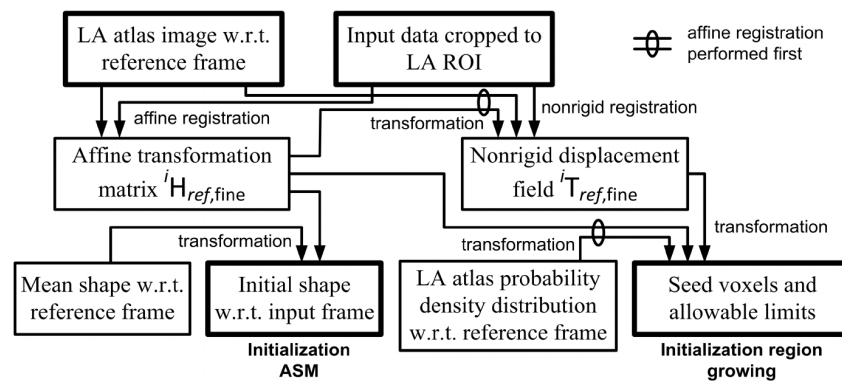 LA atlas image w.r.t.
reference frame
Input data cropped to
LA ROI
affine registration
performed first
affine registration
transformation
nonrigid registration
Affine transformation
matrix ⁱH_ref,fine
Nonrigid displacement
field ⁱT_ref,fine
transformation
transformation
transformation
Mean shape w.r.t.
reference frame
Initial shape
w.r.t. input frame
LA atlas probability
density distribution
w.r.t. reference frame
Seed voxels and
allowable limits
Initialization
ASM
Initialization region
growing